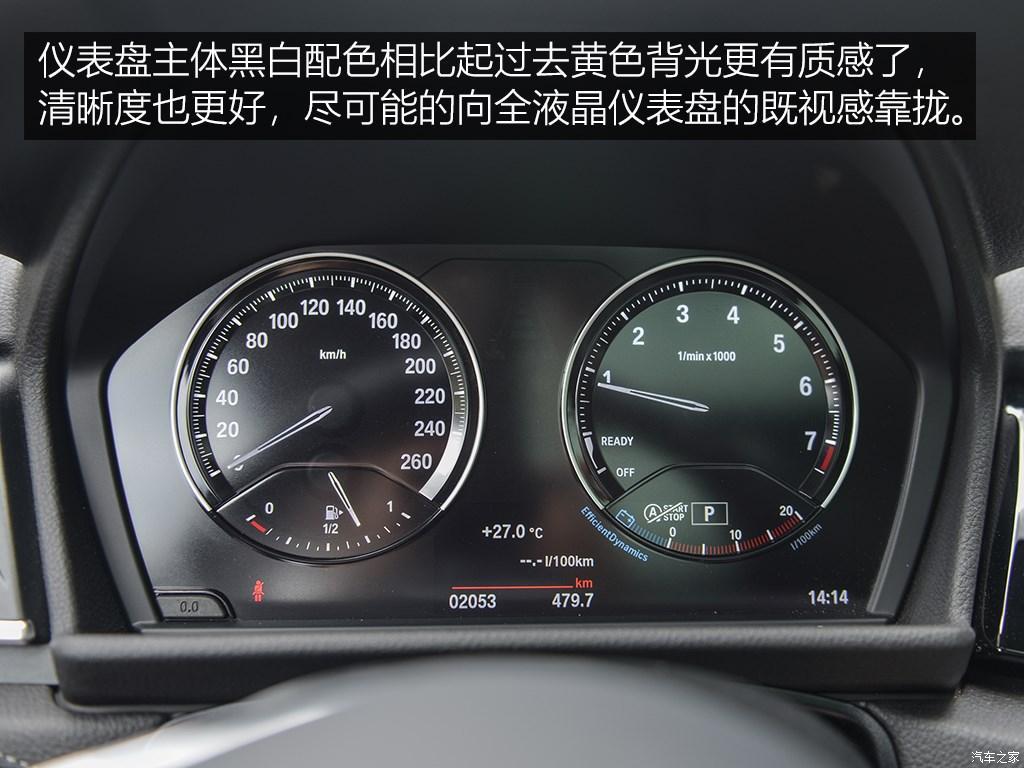 仪表盘主体黑白配色相比起过去黄色背光更有质感了，
清晰度也更好，尽可能的向全液晶仪表盘的既视感靠拢。
0 20 40 60 80 100 120 140 160 180 200 220 240 260
km/h
0 1/2 1
1 2 3 4 5 6 7
1/min x 1000
READY
OFF
A START
STOP
P
EfficientDynamics
0 10 20
l/100km
+27.0 °C
--.- l/100km
km
02053 479.7
0.0
14:14
汽车之家